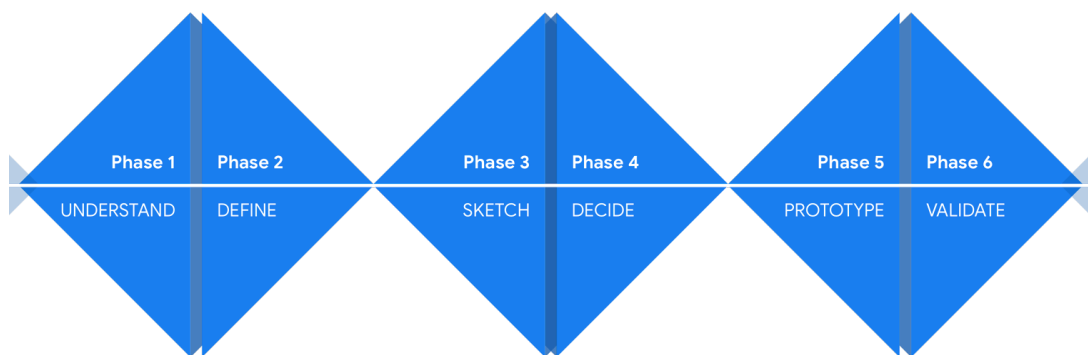 Phase 1
UNDERSTAND
Phase 2
DEFINE
Phase 3
SKETCH
Phase 4
DECIDE
Phase 5
PROTOTYPE
Phase 6
VALIDATE